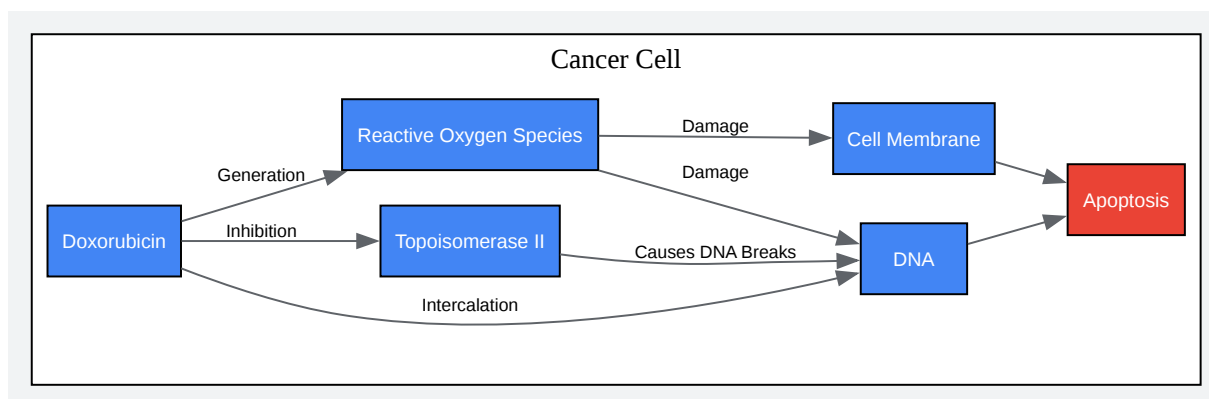 Cancer Cell
Reactive Oxygen Species
Damage
Cell Membrane
Generation
Damage
Apoptosis
Doxorubicin
Inhibition
Topoisomerase II
Causes DNA Breaks
DNA
Intercalation